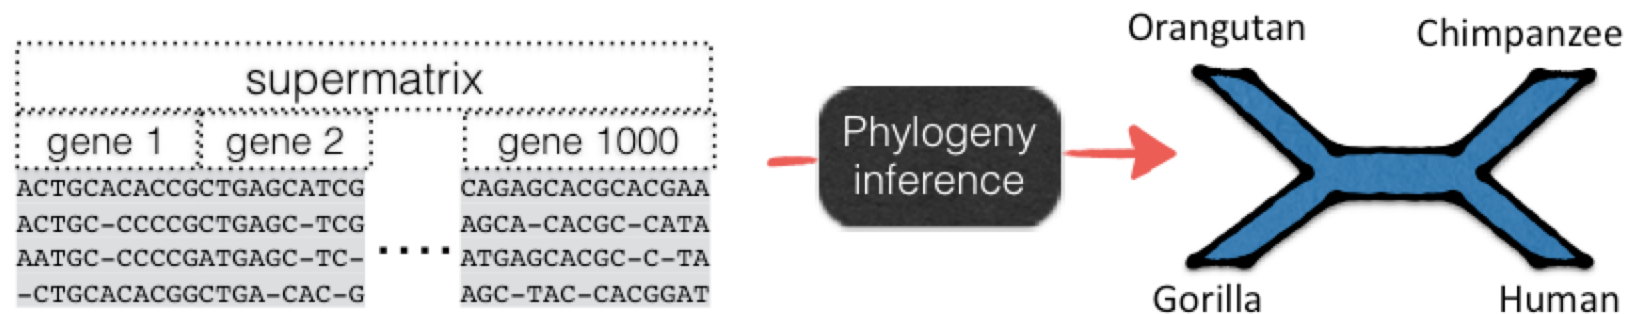 supermatrix
gene 1 gene 2 gene 1000
ACTGCACACCGCTGAGCATCG CAGAGCACGCACGAA
ACTGC-CCCCGCTGAGC-TCG AGCA-CACGC-CATA
AATGC-CCCCGATGAGC-TC- .... ATGAGCACGC-C-TA
-CTGCACACGGCTGA-CAC-G AGC-TAC-CACGGAT
Phylogeny
inference
Orangutan Chimpanzee
Gorilla Human